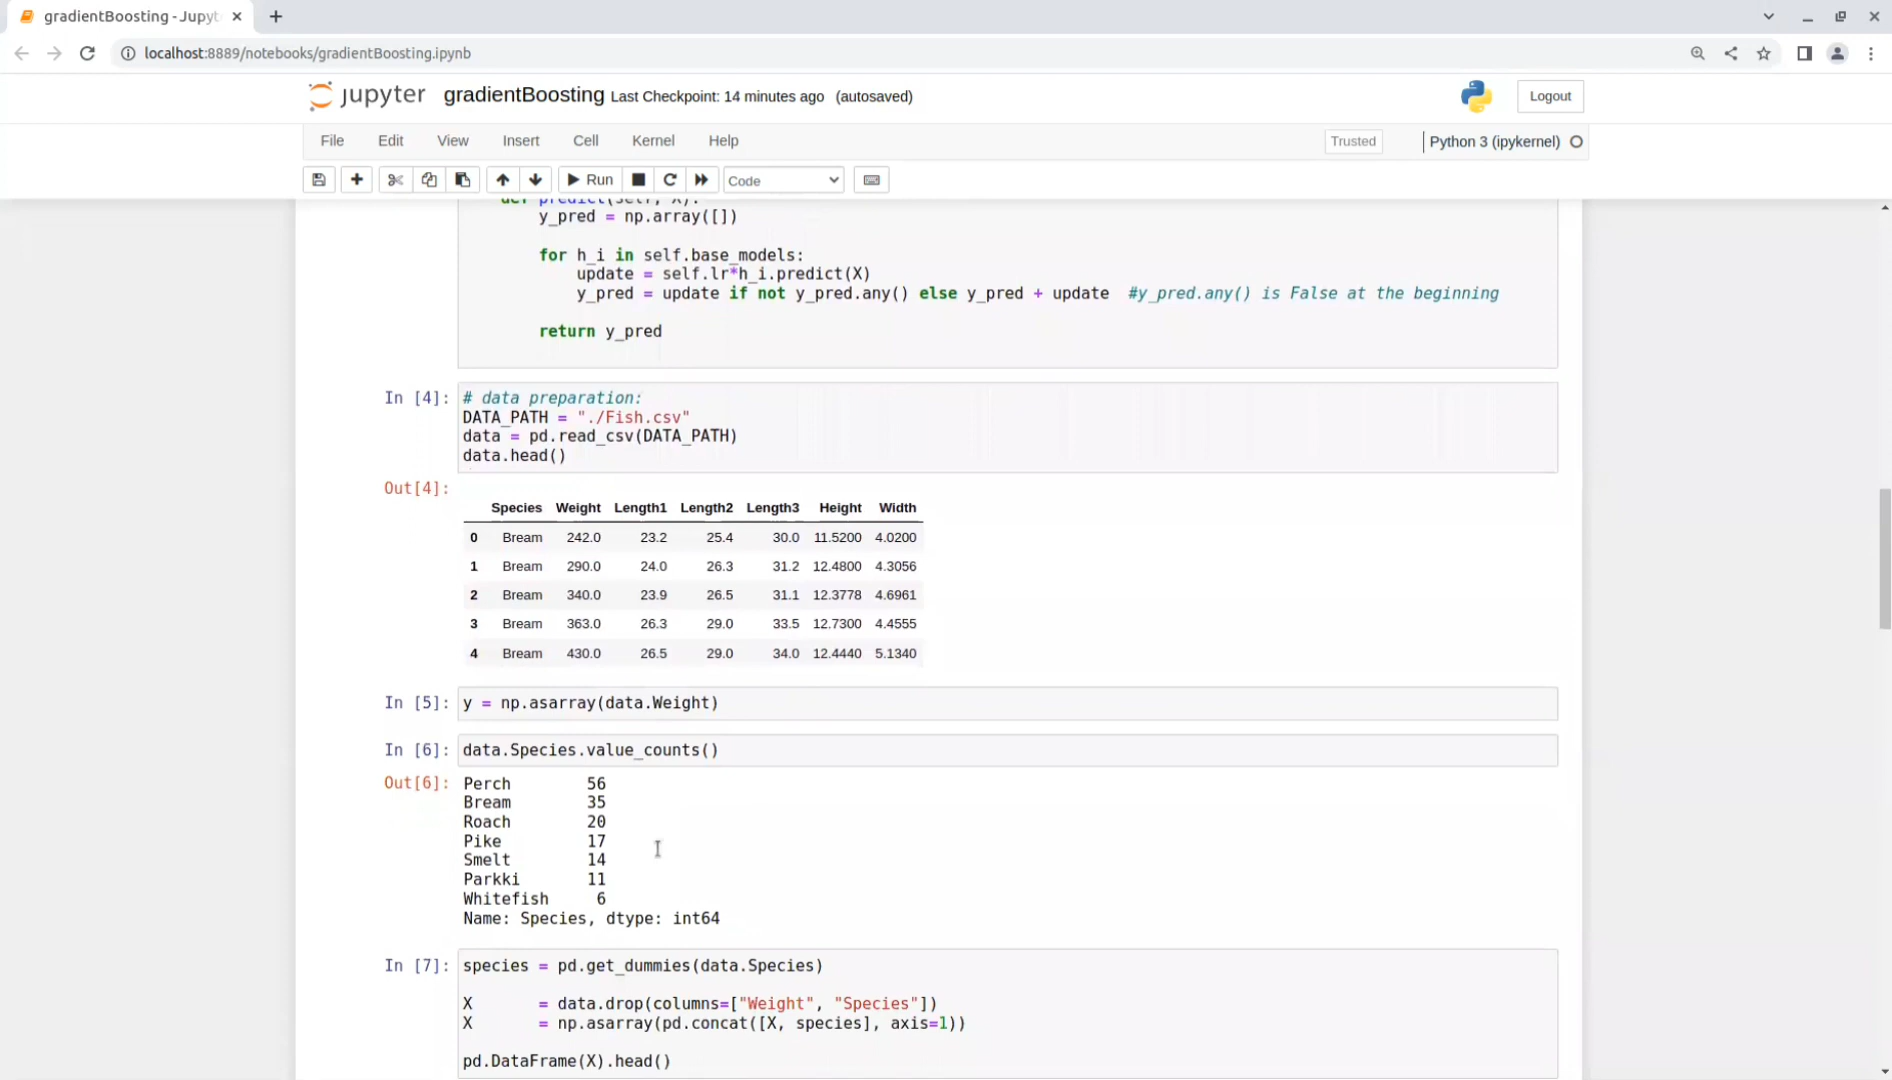 gradientBoosting - Jupyt
localhost:8889/notebooks/gradientBoosting.ipynb
jupyter gradientBoosting Last Checkpoint: 14 minutes ago (autosaved)
Logout
File Edit View Insert Cell Kernel Help
Trusted Python 3 (ipykernel)
Run Code
def predict(self, X):
y_pred = np.array([])
for h_i in self.base_models:
update = self.lr*h_i.predict(X)
y_pred = update if not y_pred.any() else y_pred + update #y_pred.any() is False at the beginning
return y_pred
In [4]: # data preparation:
DATA_PATH = "./Fish.csv"
data = pd.read_csv(DATA_PATH)
data.head()
Out[4]:
Species Weight Length1 Length2 Length3 Height Width
0 Bream 242.0 23.2 25.4 30.0 11.5200 4.0200
1 Bream 290.0 24.0 26.3 31.2 12.4800 4.3056
2 Bream 340.0 23.9 26.5 31.1 12.3778 4.6961
3 Bream 363.0 26.3 29.0 33.5 12.7300 4.4555
4 Bream 430.0 26.5 29.0 34.0 12.4440 5.1340
In [5]: y = np.asarray(data.Weight)
In [6]: data.Species.value_counts()
Out[6]: Perch 56
Bream 35
Roach 20
Pike 17
Smelt 14
Parkki 11
Whitefish 6
Name: Species, dtype: int64
In [7]: species = pd.get_dummies(data.Species)
X = data.drop(columns=["Weight", "Species"])
X = np.asarray(pd.concat([X, species], axis=1))
pd.DataFrame(X).head()